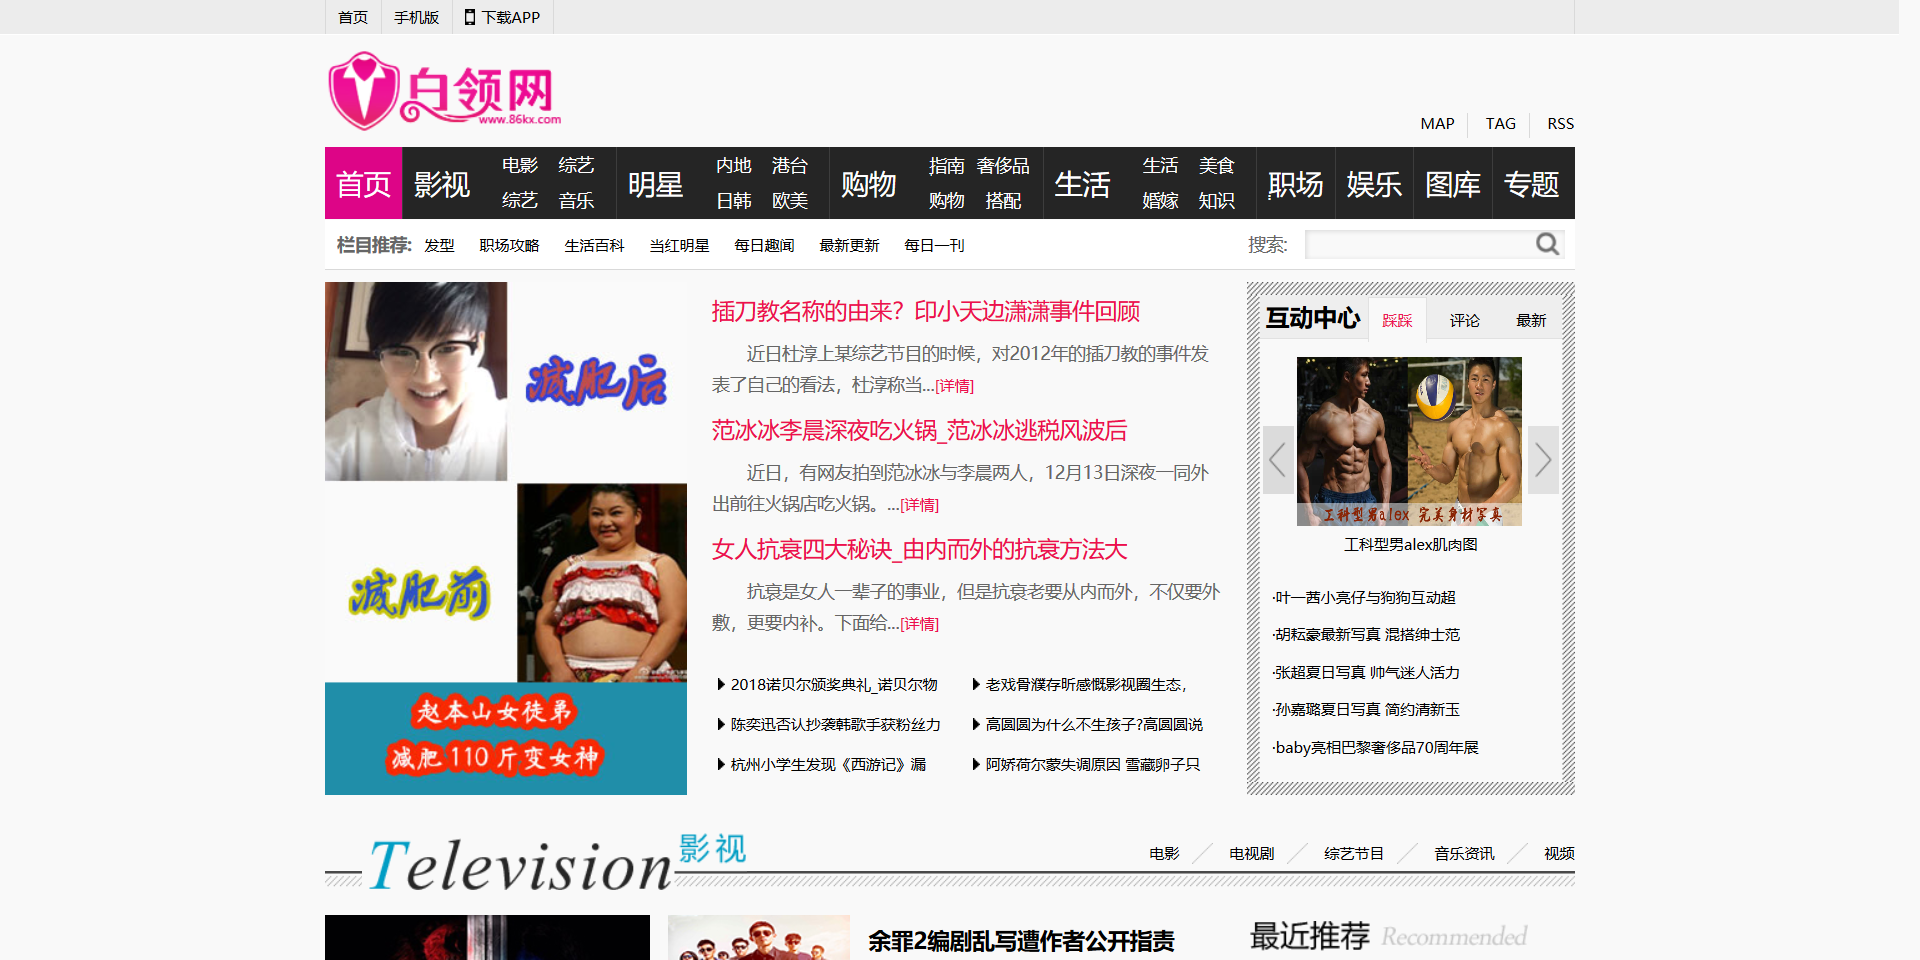 首页 手机版 下载APP
白领网
www.86kx.com
MAP TAG RSS
首页 影视 电影 综艺 综艺 音乐 明星 内地 港台 日韩 欧美 购物 指南 奢侈品 购物 搭配 生活 生活 美食 婚嫁 知识 职场 娱乐 图库 专题
栏目推荐: 发型 职场攻略 生活百科 当红明星 每日趣闻 最新更新 每日一刊 搜索:
减肥后
减肥前
赵本山女徒弟
减肥110斤变女神
插刀教名称的由来？印小天边潇潇事件回顾
近日杜淳上某综艺节目的时候，对2012年的插刀教的事件发
表了自己的看法，杜淳称当...[详情]
范冰冰李晨深夜吃火锅_范冰冰逃税风波后
近日，有网友拍到范冰冰与李晨两人，12月13日深夜一同外
出前往火锅店吃火锅。...[详情]
女人抗衰四大秘诀_由内而外的抗衰方法大
抗衰是女人一辈子的事业，但是抗衰老要从内而外，不仅要外
敷，更要内补。下面给...[详情]
2018诺贝尔颁奖典礼_诺贝尔物
老戏骨濮存昕感慨影视圈生态，
陈奕迅否认抄袭韩歌手获粉丝力
高圆圆为什么不生孩子?高圆圆说
杭州小学生发现《西游记》漏
阿娇荷尔蒙失调原因 雪藏卵子只
互动中心 踩踩 评论 最新
工科型男alex 完美身材写真
工科型男alex肌肉图
·叶一茜小亮仔与狗狗互动超
·胡耘豪最新写真 混搭绅士范
·张超夏日写真 帅气迷人活力
·孙嘉璐夏日写真 简约清新玉
·baby亮相巴黎奢侈品70周年展
Television 影视
电影 电视剧 综艺节目 音乐资讯 视频
余罪2编剧乱写遭作者公开指责
最近推荐 Recommended